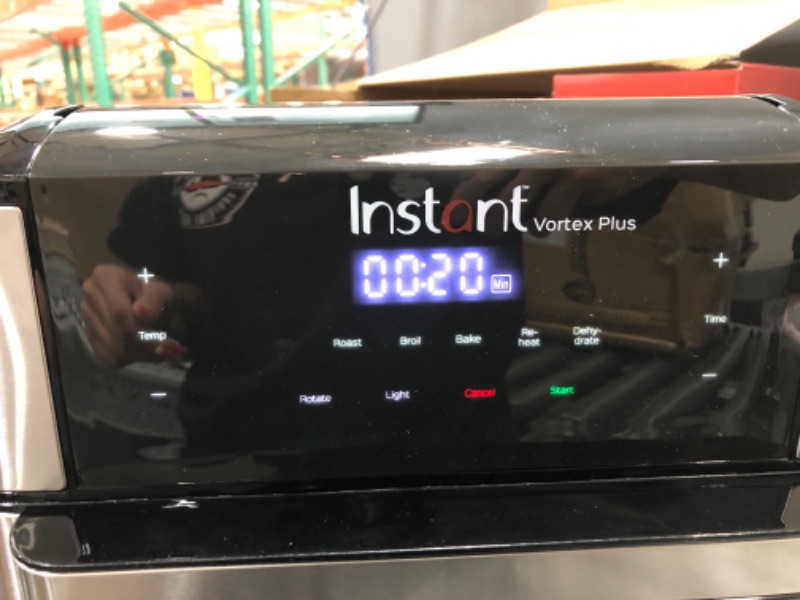 Instant Vortex Plus
00:20 Min
+ +
Temp Time
Roast Broil Bake Re-heat Dehy-drate
- -
Rotate Light Cancel Start